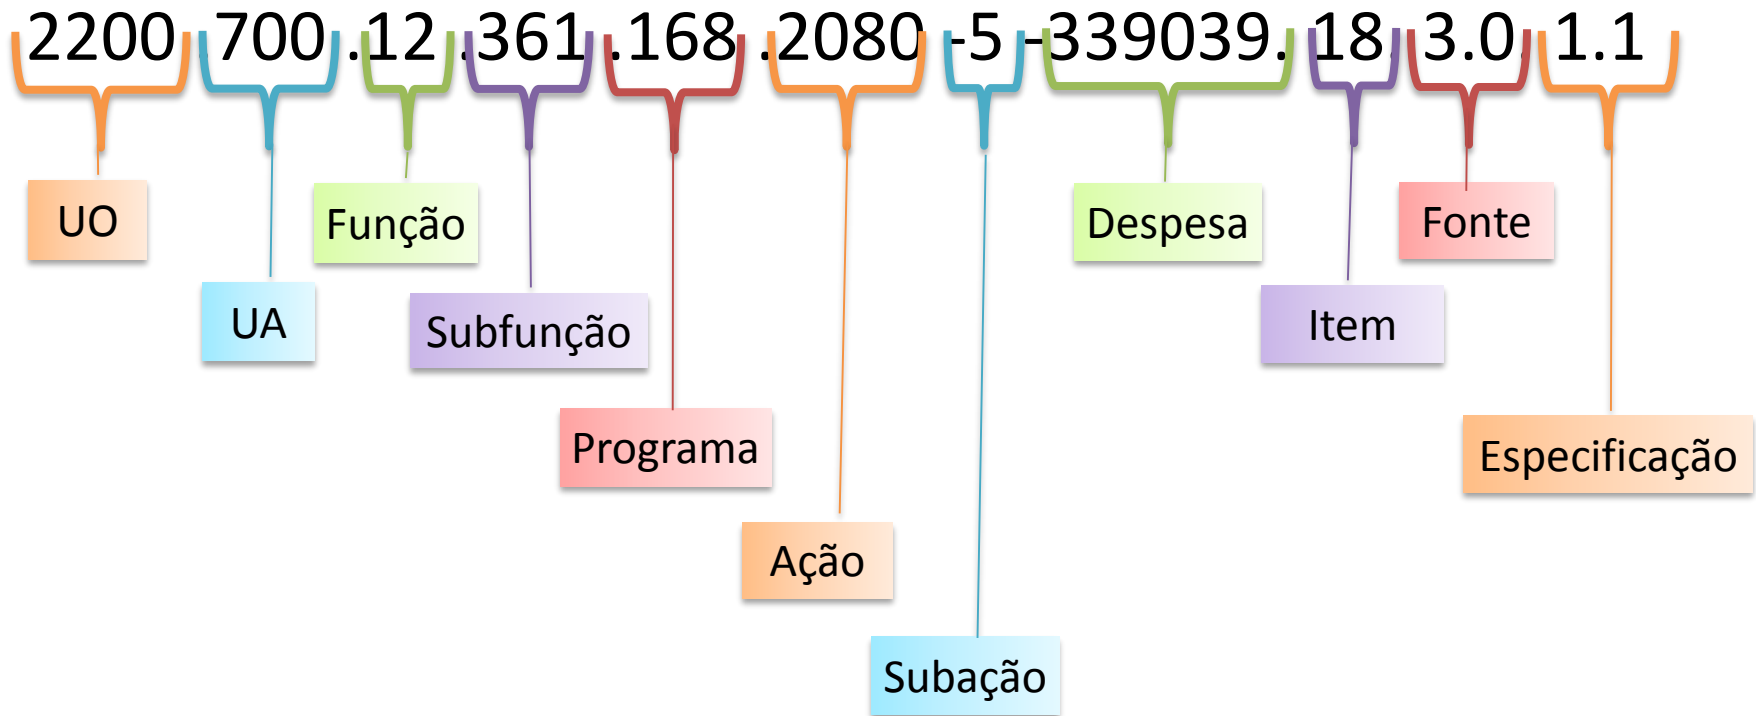 2200.700.12.361.168.2080-5-339039.18.3.0.1.1
UO
Função
Despesa
Fonte
UA
Subfunção
Item
Programa
Especificação
Ação
Subação